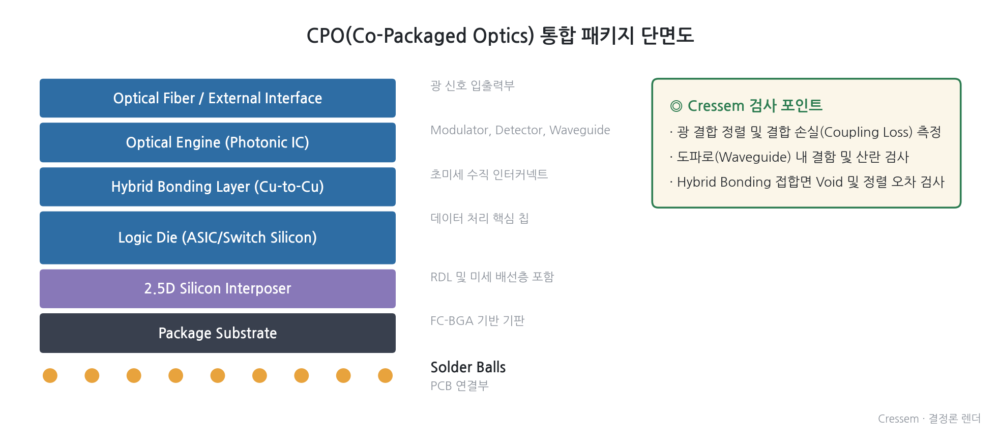 CPO(Co-Packaged Optics) 통합 패키지 단면도
Optical Fiber / External Interface
광 신호 입출력부
Optical Engine (Photonic IC)
Modulator, Detector, Waveguide
Hybrid Bonding Layer (Cu-to-Cu)
초미세 수직 인터커넥트
Logic Die (ASIC/Switch Silicon)
데이터 처리 핵심 칩
2.5D Silicon Interposer
RDL 및 미세 배선층 포함
Package Substrate
FC-BGA 기반 기판
Solder Balls
PCB 연결부
◎ Cressem 검사 포인트
· 광 결합 정렬 및 결합 손실(Coupling Loss) 측정
· 도파로(Waveguide) 내 결함 및 산란 검사
· Hybrid Bonding 접합면 Void 및 정렬 오차 검사
Cressem · 결정론 렌더